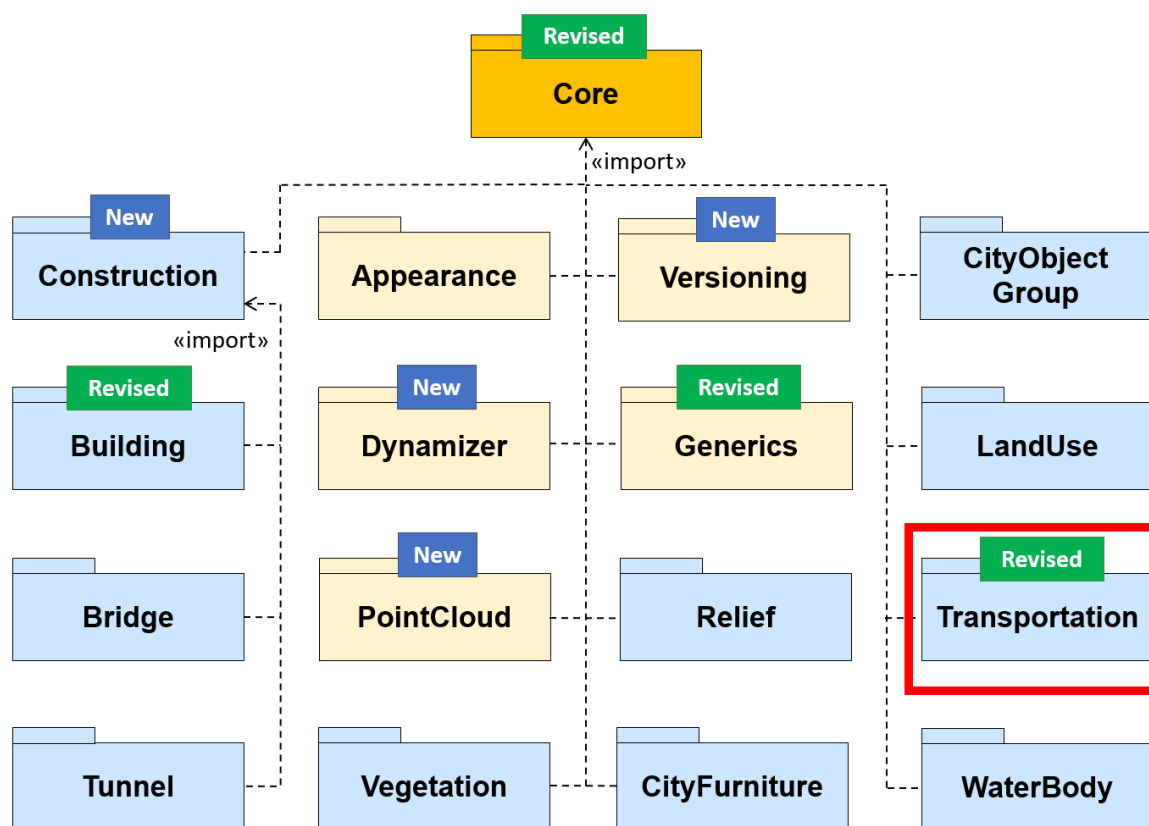 Revised
Core
«import»
New
Construction
Appearance
New
Versioning
CityObject
Group
«import»
Revised
Building
New
Dynamizer
Revised
Generics
LandUse
Bridge
New
PointCloud
Relief
Revised
Transportation
Tunnel
Vegetation
CityFurniture
WaterBody